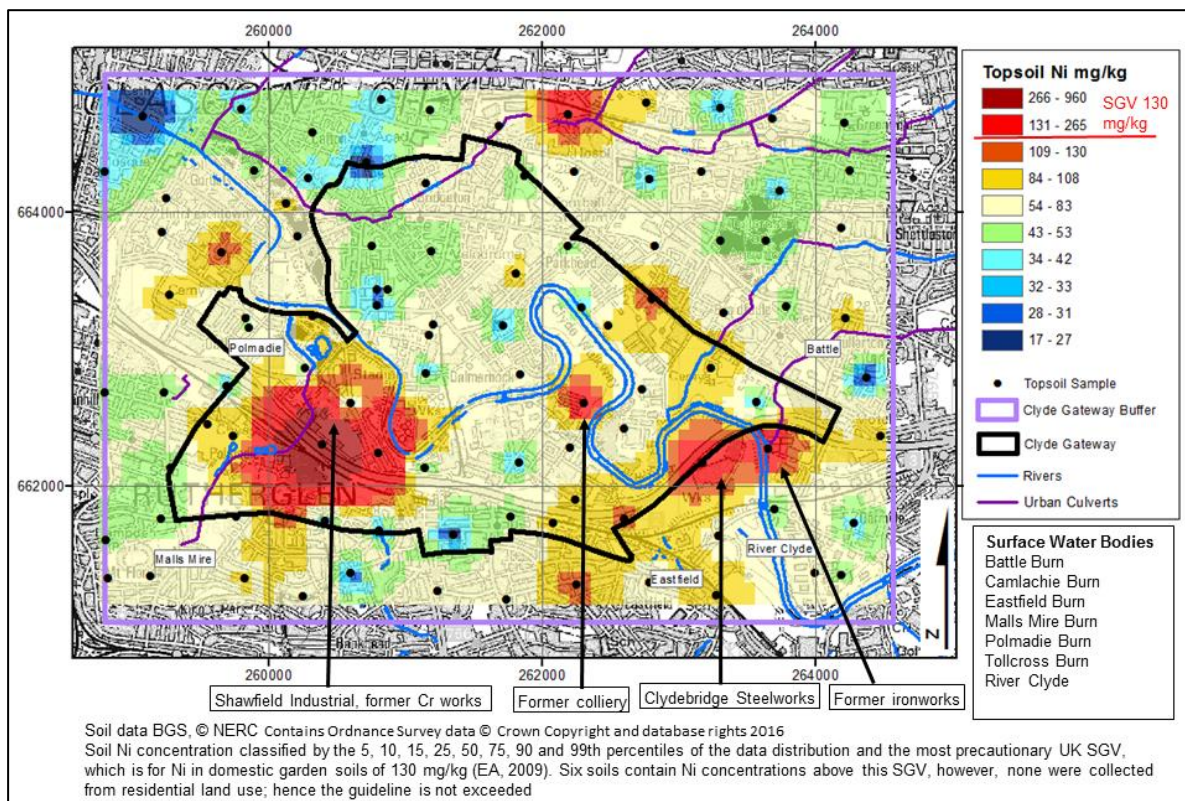 260000 262000 264000
664000 664000
662000 662000
Topsoil Ni mg/kg
266 - 960
131 - 265
SGV 130
mg/kg
109 - 130
84 - 108
54 - 83
43 - 53
34 - 42
32 - 33
28 - 31
17 - 27
Topsoil Sample
Clyde Gateway Buffer
Clyde Gateway
Rivers
Urban Culverts
Polmadie
Battle
RUTHERGLEN
Malls Mire
River Clyde
Eastfield
N
260000 262000 264000
Surface Water Bodies
Battle Burn
Camlachie Burn
Eastfield Burn
Malls Mire Burn
Polmadie Burn
Tollcross Burn
River Clyde
Shawfield Industrial, former Cr works
Former colliery
Clydebridge Steelworks
Former ironworks
Soil data BGS, © NERC Contains Ordnance Survey data © Crown Copyright and database rights 2016
Soil Ni concentration classified by the 5, 10, 15, 25, 50, 75, 90 and 99th percentiles of the data distribution and the most precautionary UK SGV,
which is for Ni in domestic garden soils of 130 mg/kg (EA, 2009). Six soils contain Ni concentrations above this SGV, however, none were collected
from residential land use; hence the guideline is not exceeded